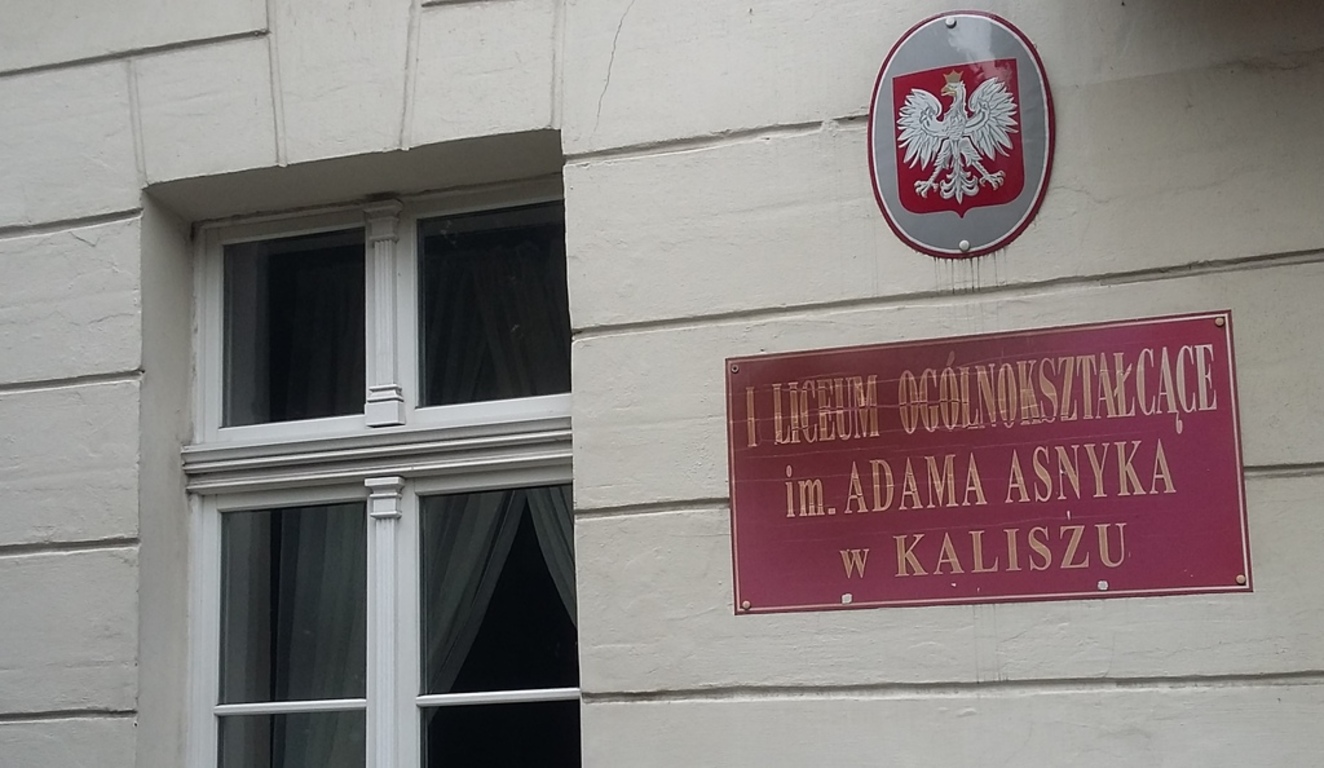 I LICEUM OGÓLNOKSZTAŁCĄCE
im. ADAMA ASNYKA
w KALISZU